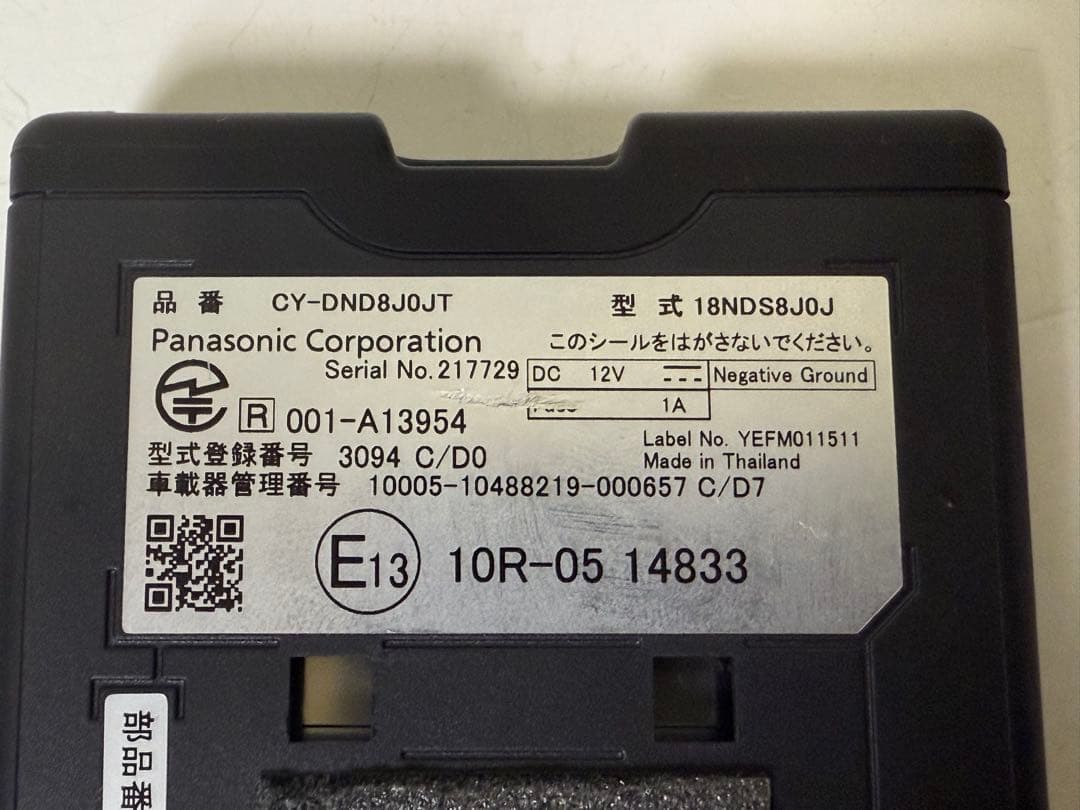 品 番 CY-DND8J0JT 型 式 18NDS8J0J
Panasonic Corporation このシールをはがさないでください。
Serial No. 217729 DC 12V Negative Ground
R 001-A13954 1A
Label No. YEFM011511
型式登録番号 3094 C/D0 Made in Thailand
車載器管理番号 10005-10488219-000657 C/D7
E13 10R-05 14833
部品番